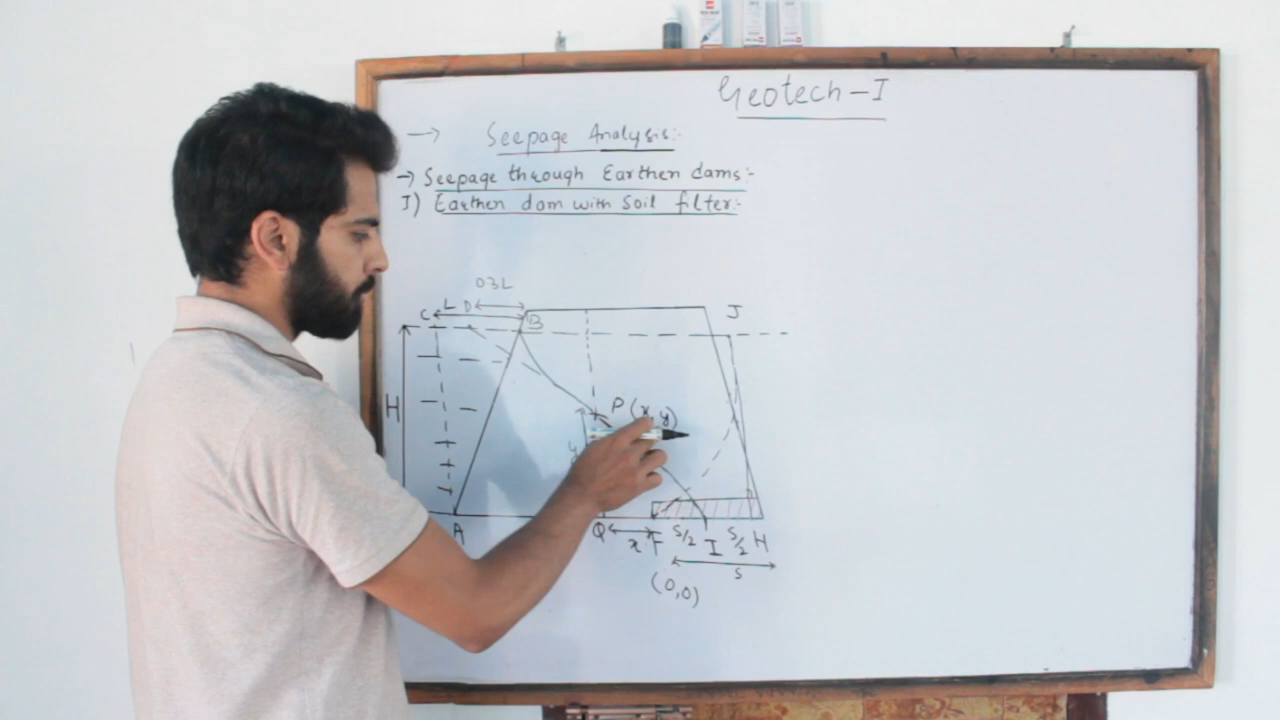 Geotech-I
→ Seepage Analysis:-
→ Seepage through Earthen dams:-
I) Earthen dam with Soil filter:-
0.3L
C L D B J
H
P(x,y)
y
A Q x F S/2 I S/2 H
S
(0,0)